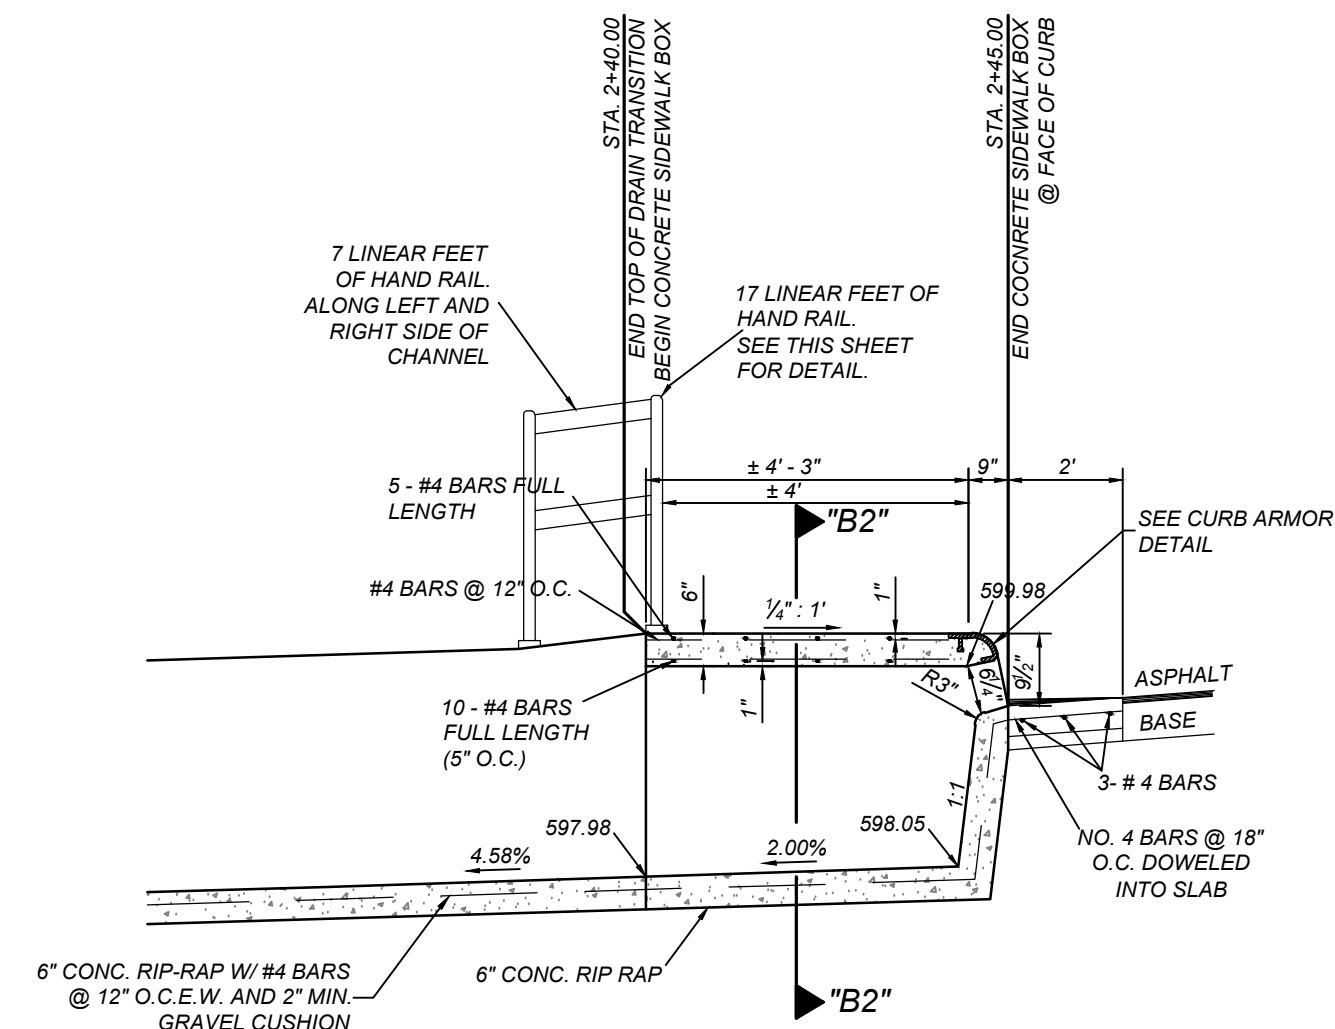 STA. 2+40.00
END TOP OF DRAIN TRANSITION
BEGIN CONCRETE SIDEWALK BOX
STA. 2+45.00
END COCNRETE SIDEWALK BOX
@ FACE OF CURB
7 LINEAR FEET
OF HAND RAIL.
ALONG LEFT AND
RIGHT SIDE OF
CHANNEL
17 LINEAR FEET OF
HAND RAIL.
SEE THIS SHEET
FOR DETAIL.
± 4' - 3"
9"
2'
± 4'
5 - #4 BARS FULL
LENGTH
"B2"
SEE CURB ARMOR
DETAIL
#4 BARS @ 12" O.C.
6"
1/4" : 1'
1"
599.98
9 1/2"
6 1/4"
R3"
1"
ASPHALT
BASE
10 - #4 BARS
FULL LENGTH
(5" O.C.)
3- # 4 BARS
1:1
597.98
598.05
NO. 4 BARS @ 18"
O.C. DOWELED
INTO SLAB
4.58%
2.00%
6" CONC. RIP-RAP W/ #4 BARS
@ 12" O.C.E.W. AND 2" MIN.
GRAVEL CUSHION
6" CONC. RIP RAP
"B2"